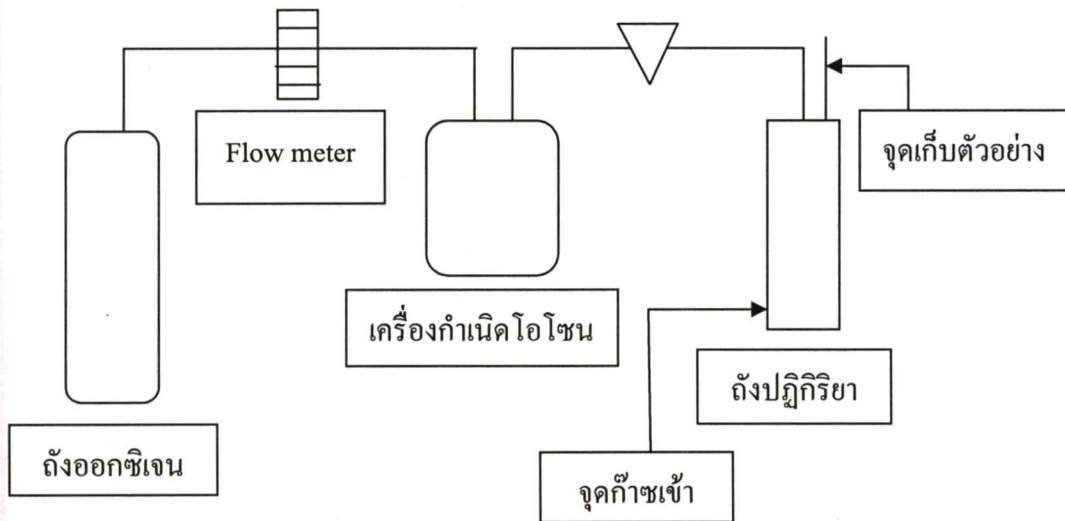 Flow meter
จุดเก็บตัวอย่าง
เครื่องกำเนิดโอโซน
ถังปฏิกิริยา
ถังออกซิเจน
จุดก๊าซเข้า